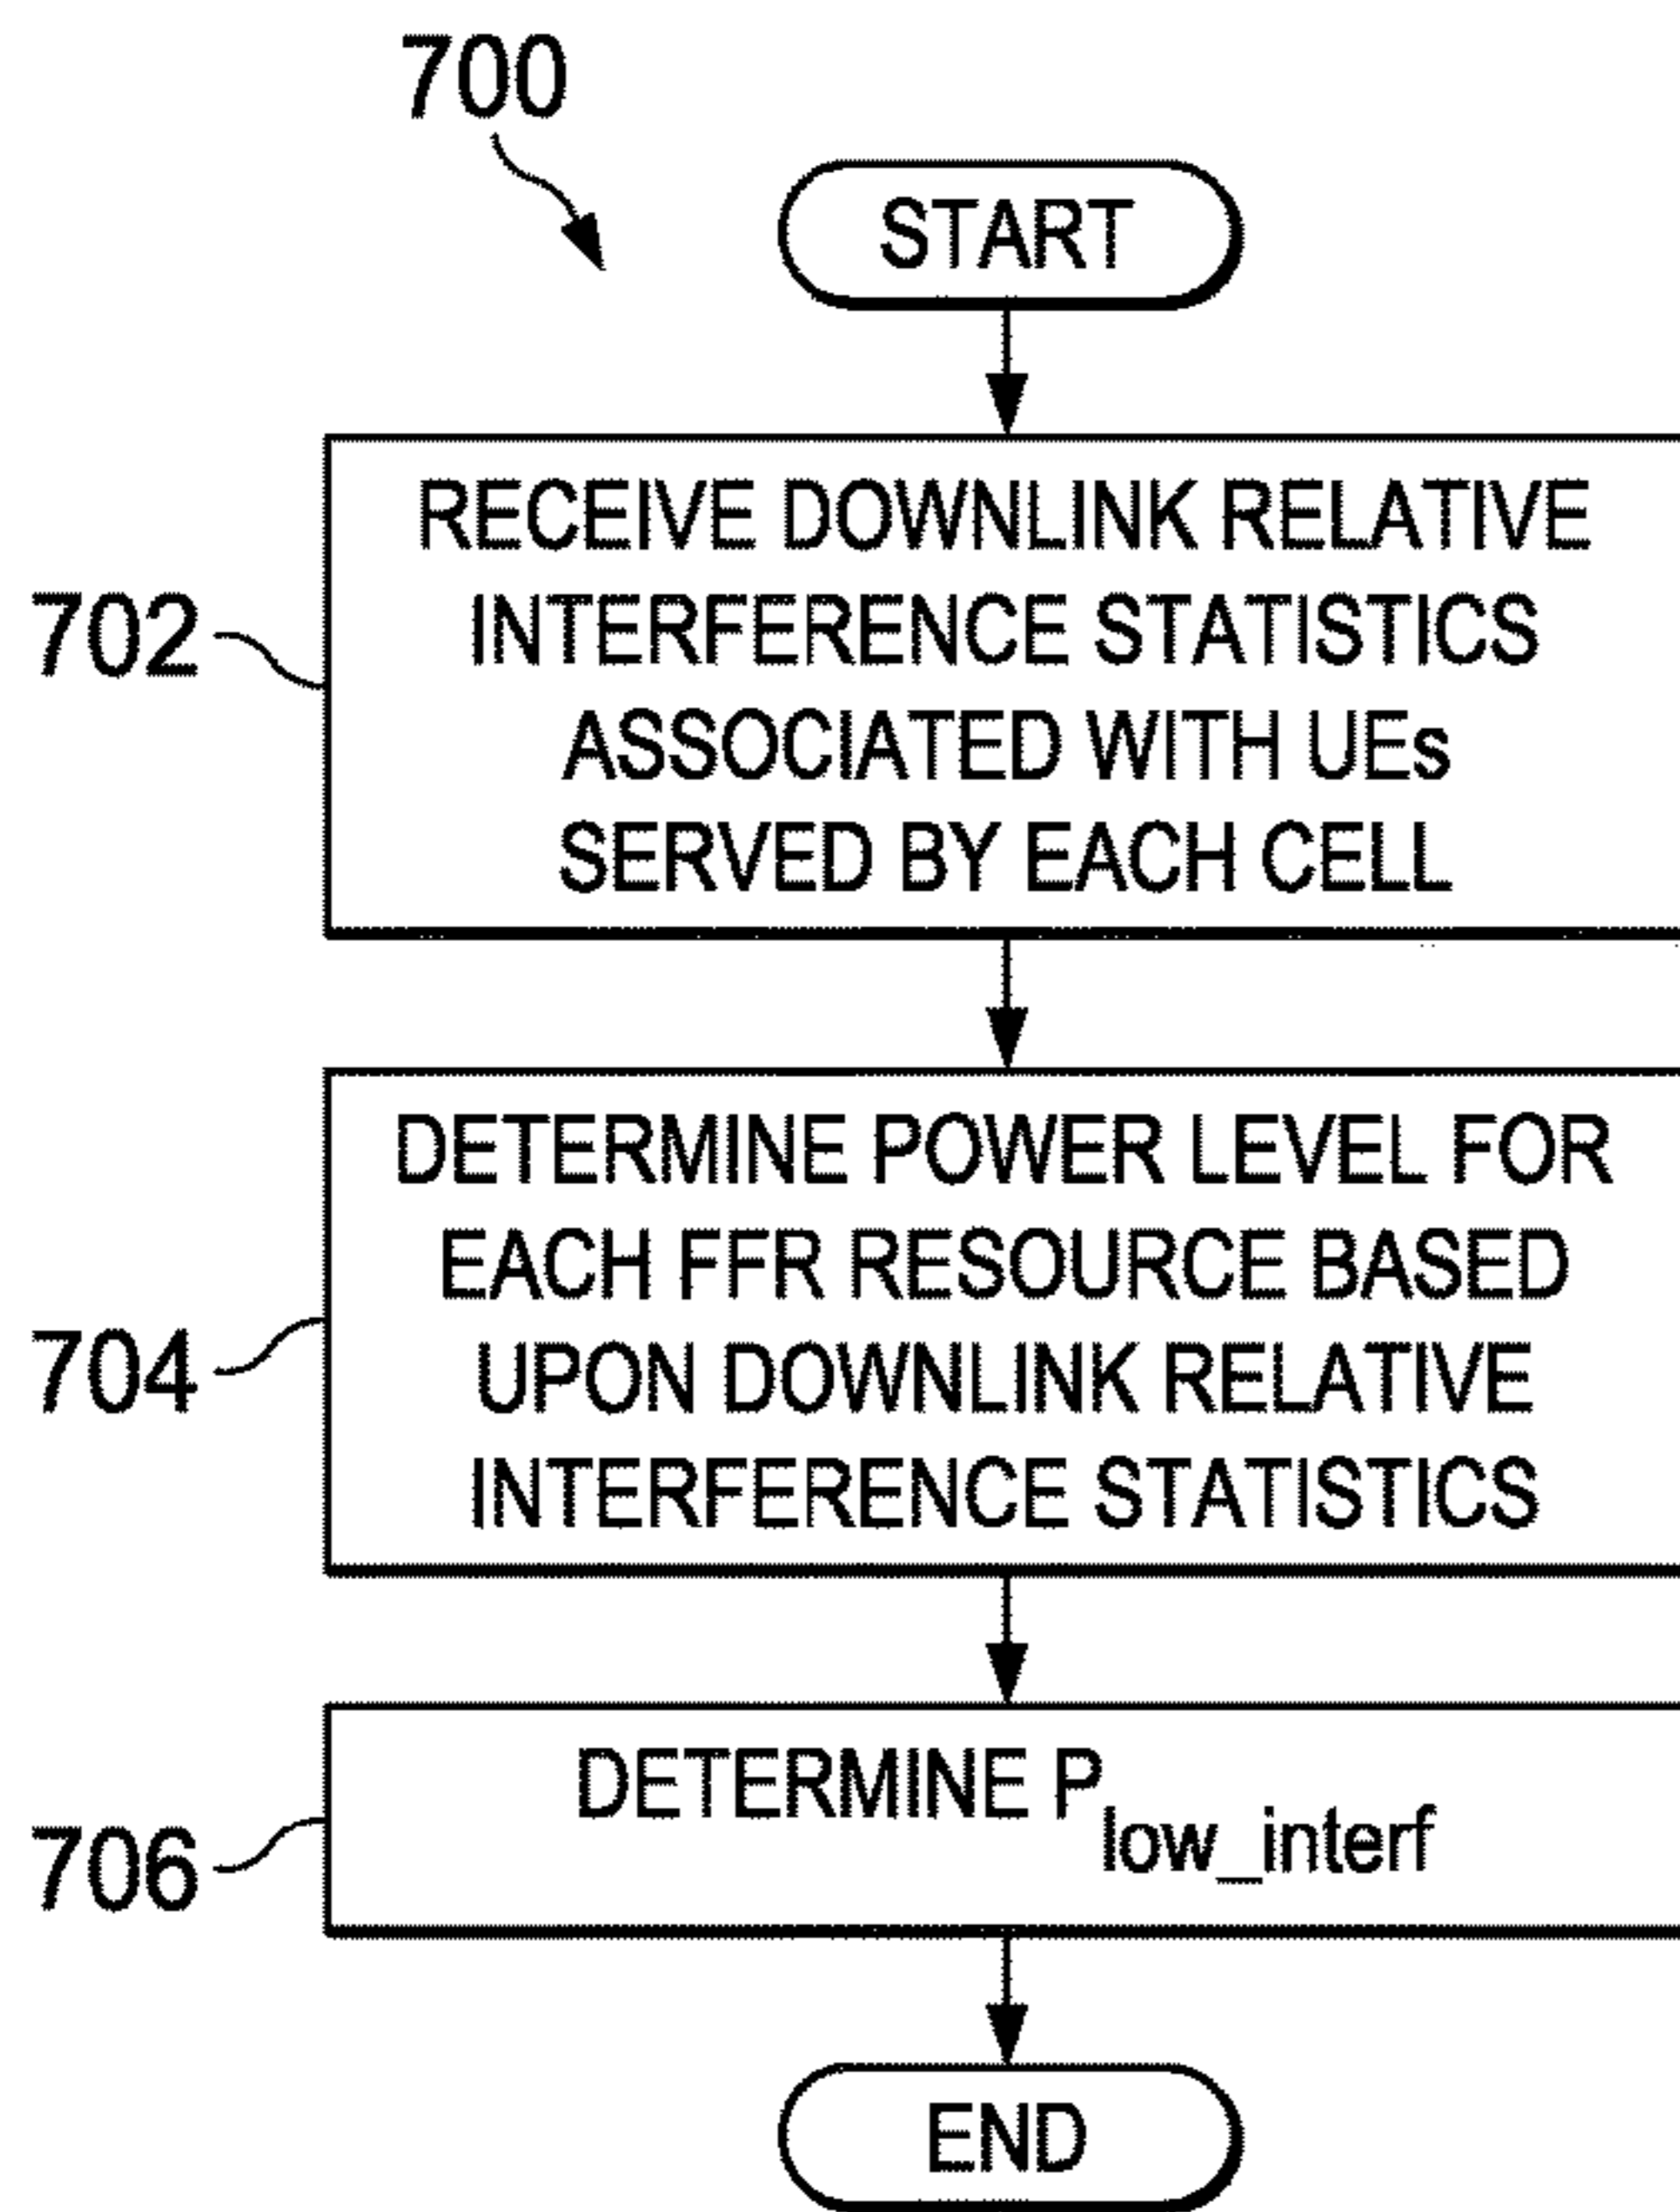 700
START
702
RECEIVE DOWNLINK RELATIVE
INTERFERENCE STATISTICS
ASSOCIATED WITH UEs
SERVED BY EACH CELL
704
DETERMINE POWER LEVEL FOR
EACH FFR RESOURCE BASED
UPON DOWNLINK RELATIVE
INTERFERENCE STATISTICS
706
DETERMINE P low_interf
END